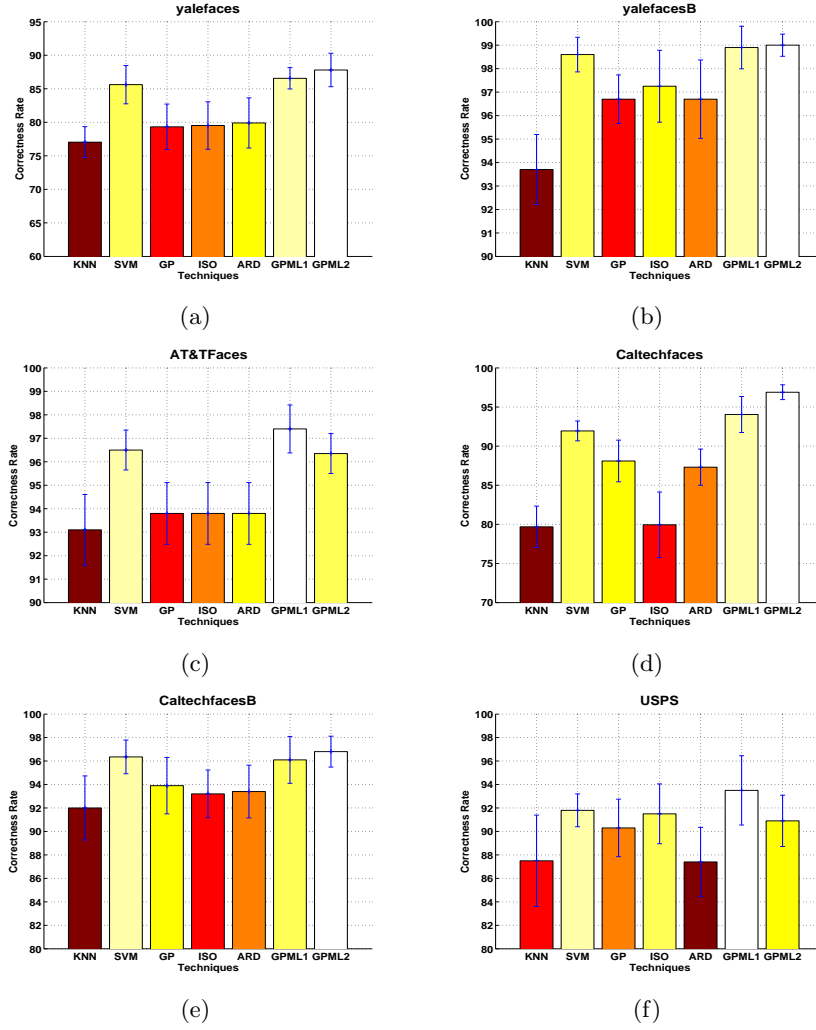 yalefaces
95
90
85
80
75
70
65
60
Correctness Rate
KNN SVM GP ISO ARD GPML1 GPML2
Techniques
(a)
yalefacesB
100
99
98
97
96
95
94
93
92
91
90
Correctness Rate
KNN SVM GP ISO ARD GPML1 GPML2
Techniques
(b)
AT&TFaces
100
99
98
97
96
95
94
93
92
91
90
Correctness Rate
KNN SVM GP ISO ARD GPML1 GPML2
Techniques
(c)
Caltechfaces
100
95
90
85
80
75
70
Correctness Rate
KNN SVM GP ISO ARD GPML1 GPML2
Techniques
(d)
CaltechfacesB
100
98
96
94
92
90
88
86
84
82
80
Correctness Rate
KNN SVM GP ISO ARD GPML1 GPML2
Techniques
(e)
USPS
100
98
96
94
92
90
88
86
84
82
80
Correctness Rate
KNN SVM GP ISO ARD GPML1 GPML2
Techniques
(f)